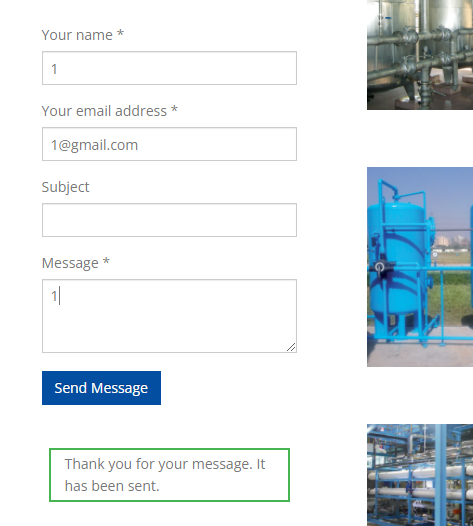 Your name *
1
Your email address *
1@gmail.com
Subject
Message *
1
Send Message
Thank you for your message. It
has been sent.